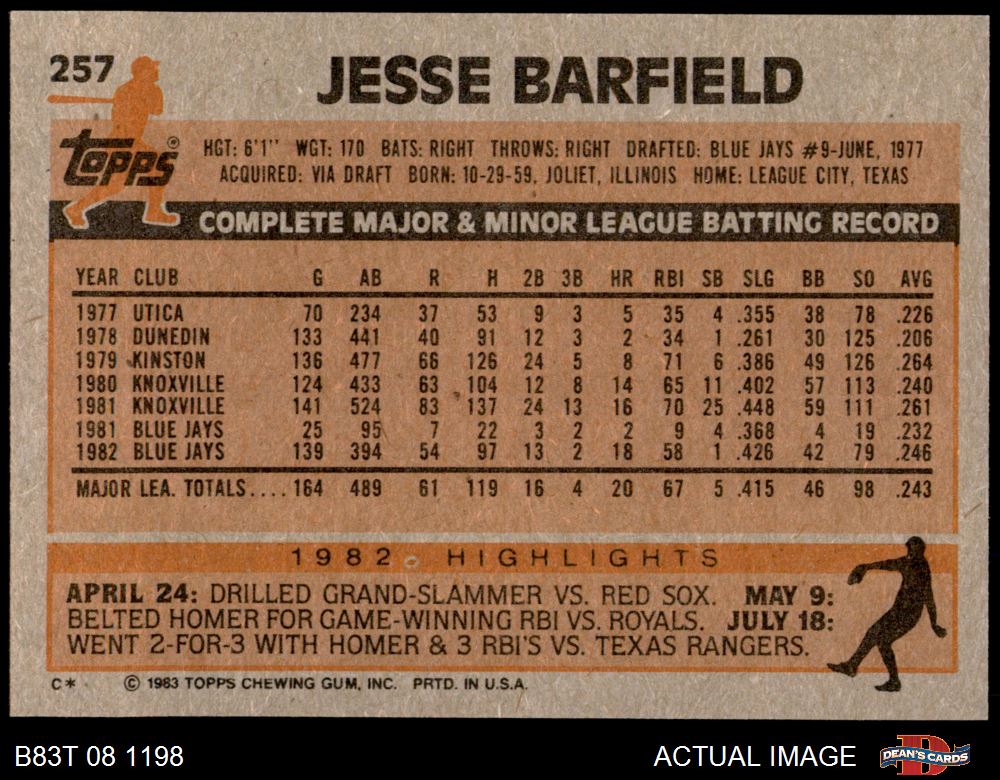 257
JESSE BARFIELD
TOPPS®
HGT: 6'1'' WGT: 170 BATS: RIGHT THROWS: RIGHT DRAFTED: BLUE JAYS #9-JUNE, 1977
ACQUIRED: VIA DRAFT BORN: 10-29-59, JOLIET, ILLINOIS HOME: LEAGUE CITY, TEXAS
COMPLETE MAJOR & MINOR LEAGUE BATTING RECORD
YEAR CLUB G AB R H 2B 3B HR RBI SB SLG BB SO AVG
1977 UTICA 70 234 37 53 9 3 5 35 4 .355 38 78 .226
1978 DUNEDIN 133 441 40 91 12 3 2 34 1 .261 30 125 .206
1979 KINSTON 136 477 66 126 24 5 8 71 6 .386 49 126 .264
1980 KNOXVILLE 124 433 63 104 12 8 14 65 11 .402 57 113 .240
1981 KNOXVILLE 141 524 83 137 24 13 16 70 25 .448 59 111 .261
1981 BLUE JAYS 25 95 7 22 3 2 2 9 4 .368 4 19 .232
1982 BLUE JAYS 139 394 54 97 13 2 18 58 1 .426 42 79 .246
MAJOR LEA. TOTALS.... 164 489 61 119 16 4 20 67 5 .415 46 98 .243
1982 HIGHLIGHTS
APRIL 24: DRILLED GRAND-SLAMMER VS. RED SOX. MAY 9:
BELTED HOMER FOR GAME-WINNING RBI VS. ROYALS. JULY 18:
WENT 2-FOR-3 WITH HOMER & 3 RBI'S VS. TEXAS RANGERS.
C* © 1983 TOPPS CHEWING GUM, INC. PRTD. IN U.S.A.
B83T 08 1198 ACTUAL IMAGE DEAN'S CARDS